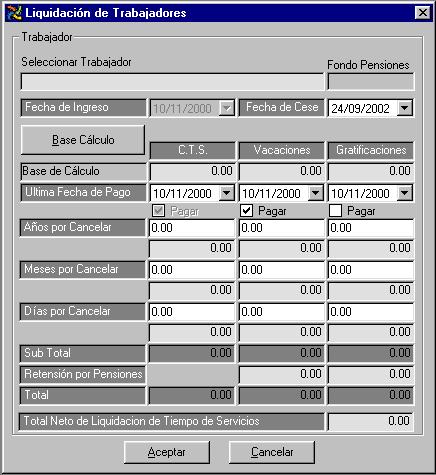 Liquidación de Trabajadores
Trabajador
Seleccionar Trabajador Fondo Pensiones
Fecha de Ingreso 10/11/2000 Fecha de Cese 24/09/2002
Base Cálculo C.T.S. Vacaciones Gratificaciones
Base de Cálculo 0.00 0.00 0.00
Ultima Fecha de Pago 10/11/2000 10/11/2000 10/11/2000
Pagar Pagar Pagar
Años por Cancelar 0.00 0.00 0.00
0.00 0.00 0.00
Meses por Cancelar 0.00 0.00 0.00
0.00 0.00 0.00
Días por Cancelar 0.00 0.00 0.00
0.00 0.00 0.00
Sub Total 0.00 0.00 0.00
Retensión por Pensiones 0.00 0.00
Total 0.00 0.00 0.00
Total Neto de Liquidacion de Tiempo de Servicios 0.00
Aceptar Cancelar